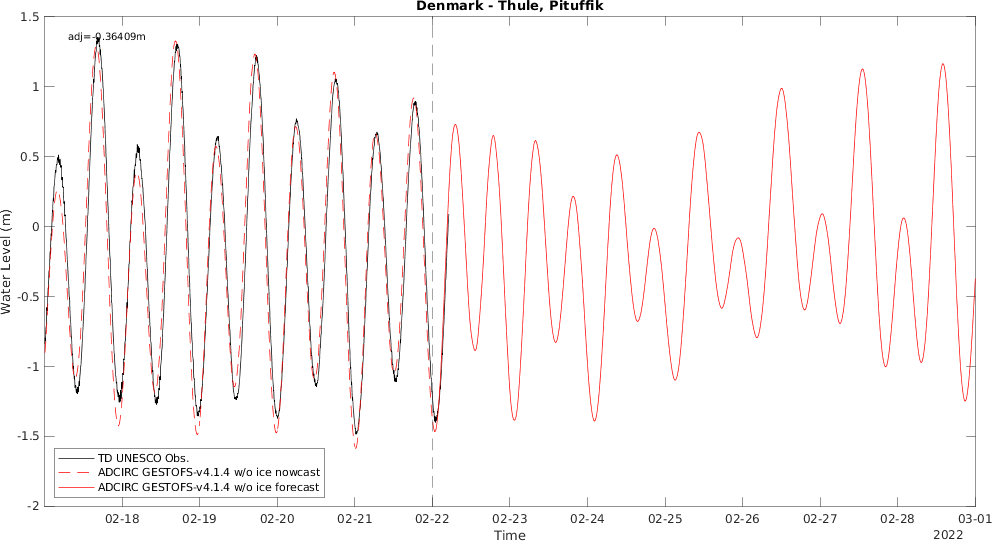 Denmark - Thule, Pituffik
adj=-0.36409m
1.5
1
0.5
0
-0.5
-1
-1.5
-2
Water Level (m)
TD UNESCO Obs.
ADCIRC GESTOFS-v4.1.4 w/o ice nowcast
ADCIRC GESTOFS-v4.1.4 w/o ice forecast
02-18 02-19 02-20 02-21 02-22 02-23 02-24 02-25 02-26 02-27 02-28 03-01
Time
2022